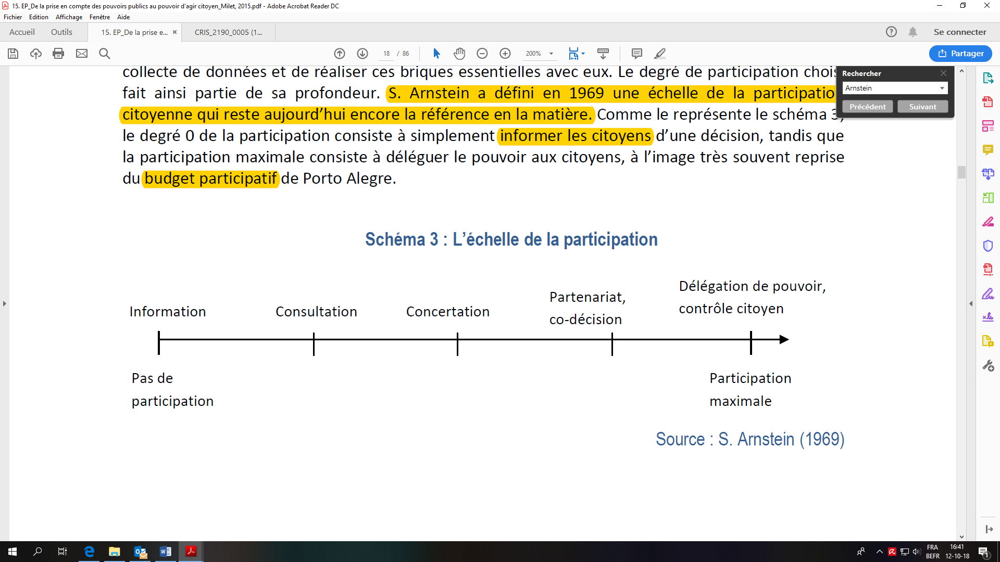 15. EP_De la prise en compte des pouvoirs publics au pouvoir d'agir citoyen_Milet, 2015.pdf - Adobe Acrobat Reader DC
Fichier Edition Affichage Fenêtre Aide
Accueil Outils 15. EP_De la prise e... × CRIS_2190_0005 (1... Se connecter
18 / 86 200% Partager
collecte de données et de réaliser ces briques essentielles avec eux. Le degré de participation chois
fait ainsi partie de sa profondeur. S. Arnstein a défini en 1969 une échelle de la participation
citoyenne qui reste aujourd’hui encore la référence en la matière. Comme le représente le schéma 3,
le degré 0 de la participation consiste à simplement informer les citoyens d’une décision, tandis que
la participation maximale consiste à déléguer le pouvoir aux citoyens, à l’image très souvent reprise
du budget participatif de Porto Alegre.
Rechercher
Arnstein
Précédent Suivant
Schéma 3 : L’échelle de la participation
Information
Consultation
Concertation
Partenariat,
co-décision
Délégation de pouvoir,
contrôle citoyen
Pas de
participation
Participation
maximale
Source : S. Arnstein (1969)
FRA 16:41
BEFR 12-10-18 1